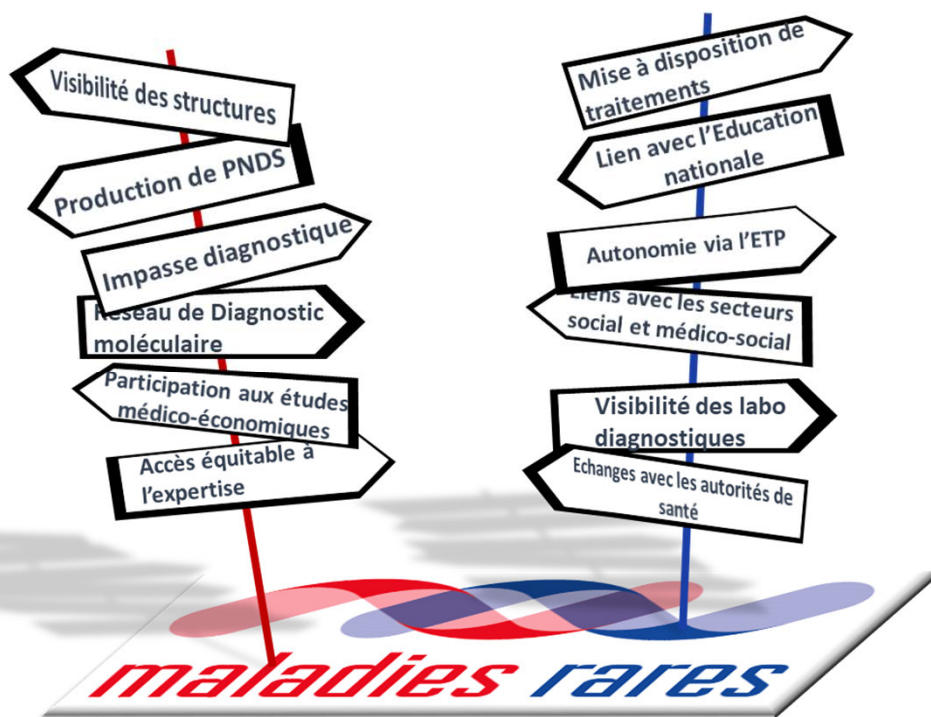 Visibilité des structures
Production de PNDS
Impasse diagnostique
Réseau de Diagnostic
moléculaire
Participation aux études
médico-économiques
Accès équitable à
l'expertise
Mise à disposition de
traitements
Lien avec l'Education
nationale
Autonomie via l'ETP
Liens avec les secteurs
social et médico-social
Visibilité des labo
diagnostiques
Echanges avec les autorités de
santé
maladies rares